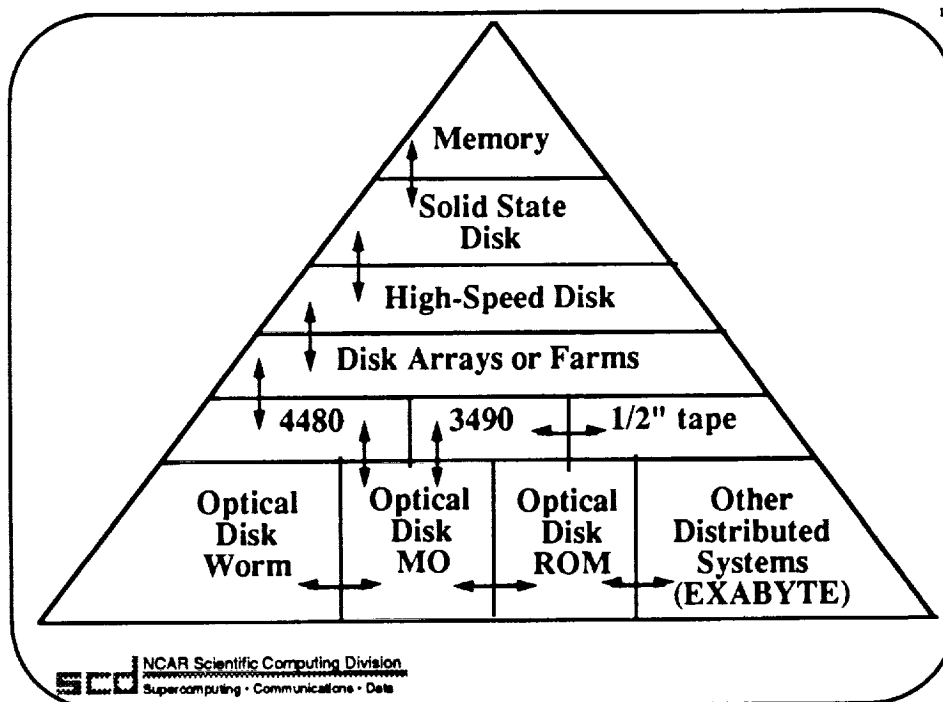 Memory
Solid State
Disk
High-Speed Disk
Disk Arrays or Farms
4480 3490 1/2" tape
Optical Disk Worm
Optical Disk MO
Optical Disk ROM
Other Distributed Systems (EXABYTE)
scd
NCAR Scientific Computing Division
Supercomputing · Communications · Data